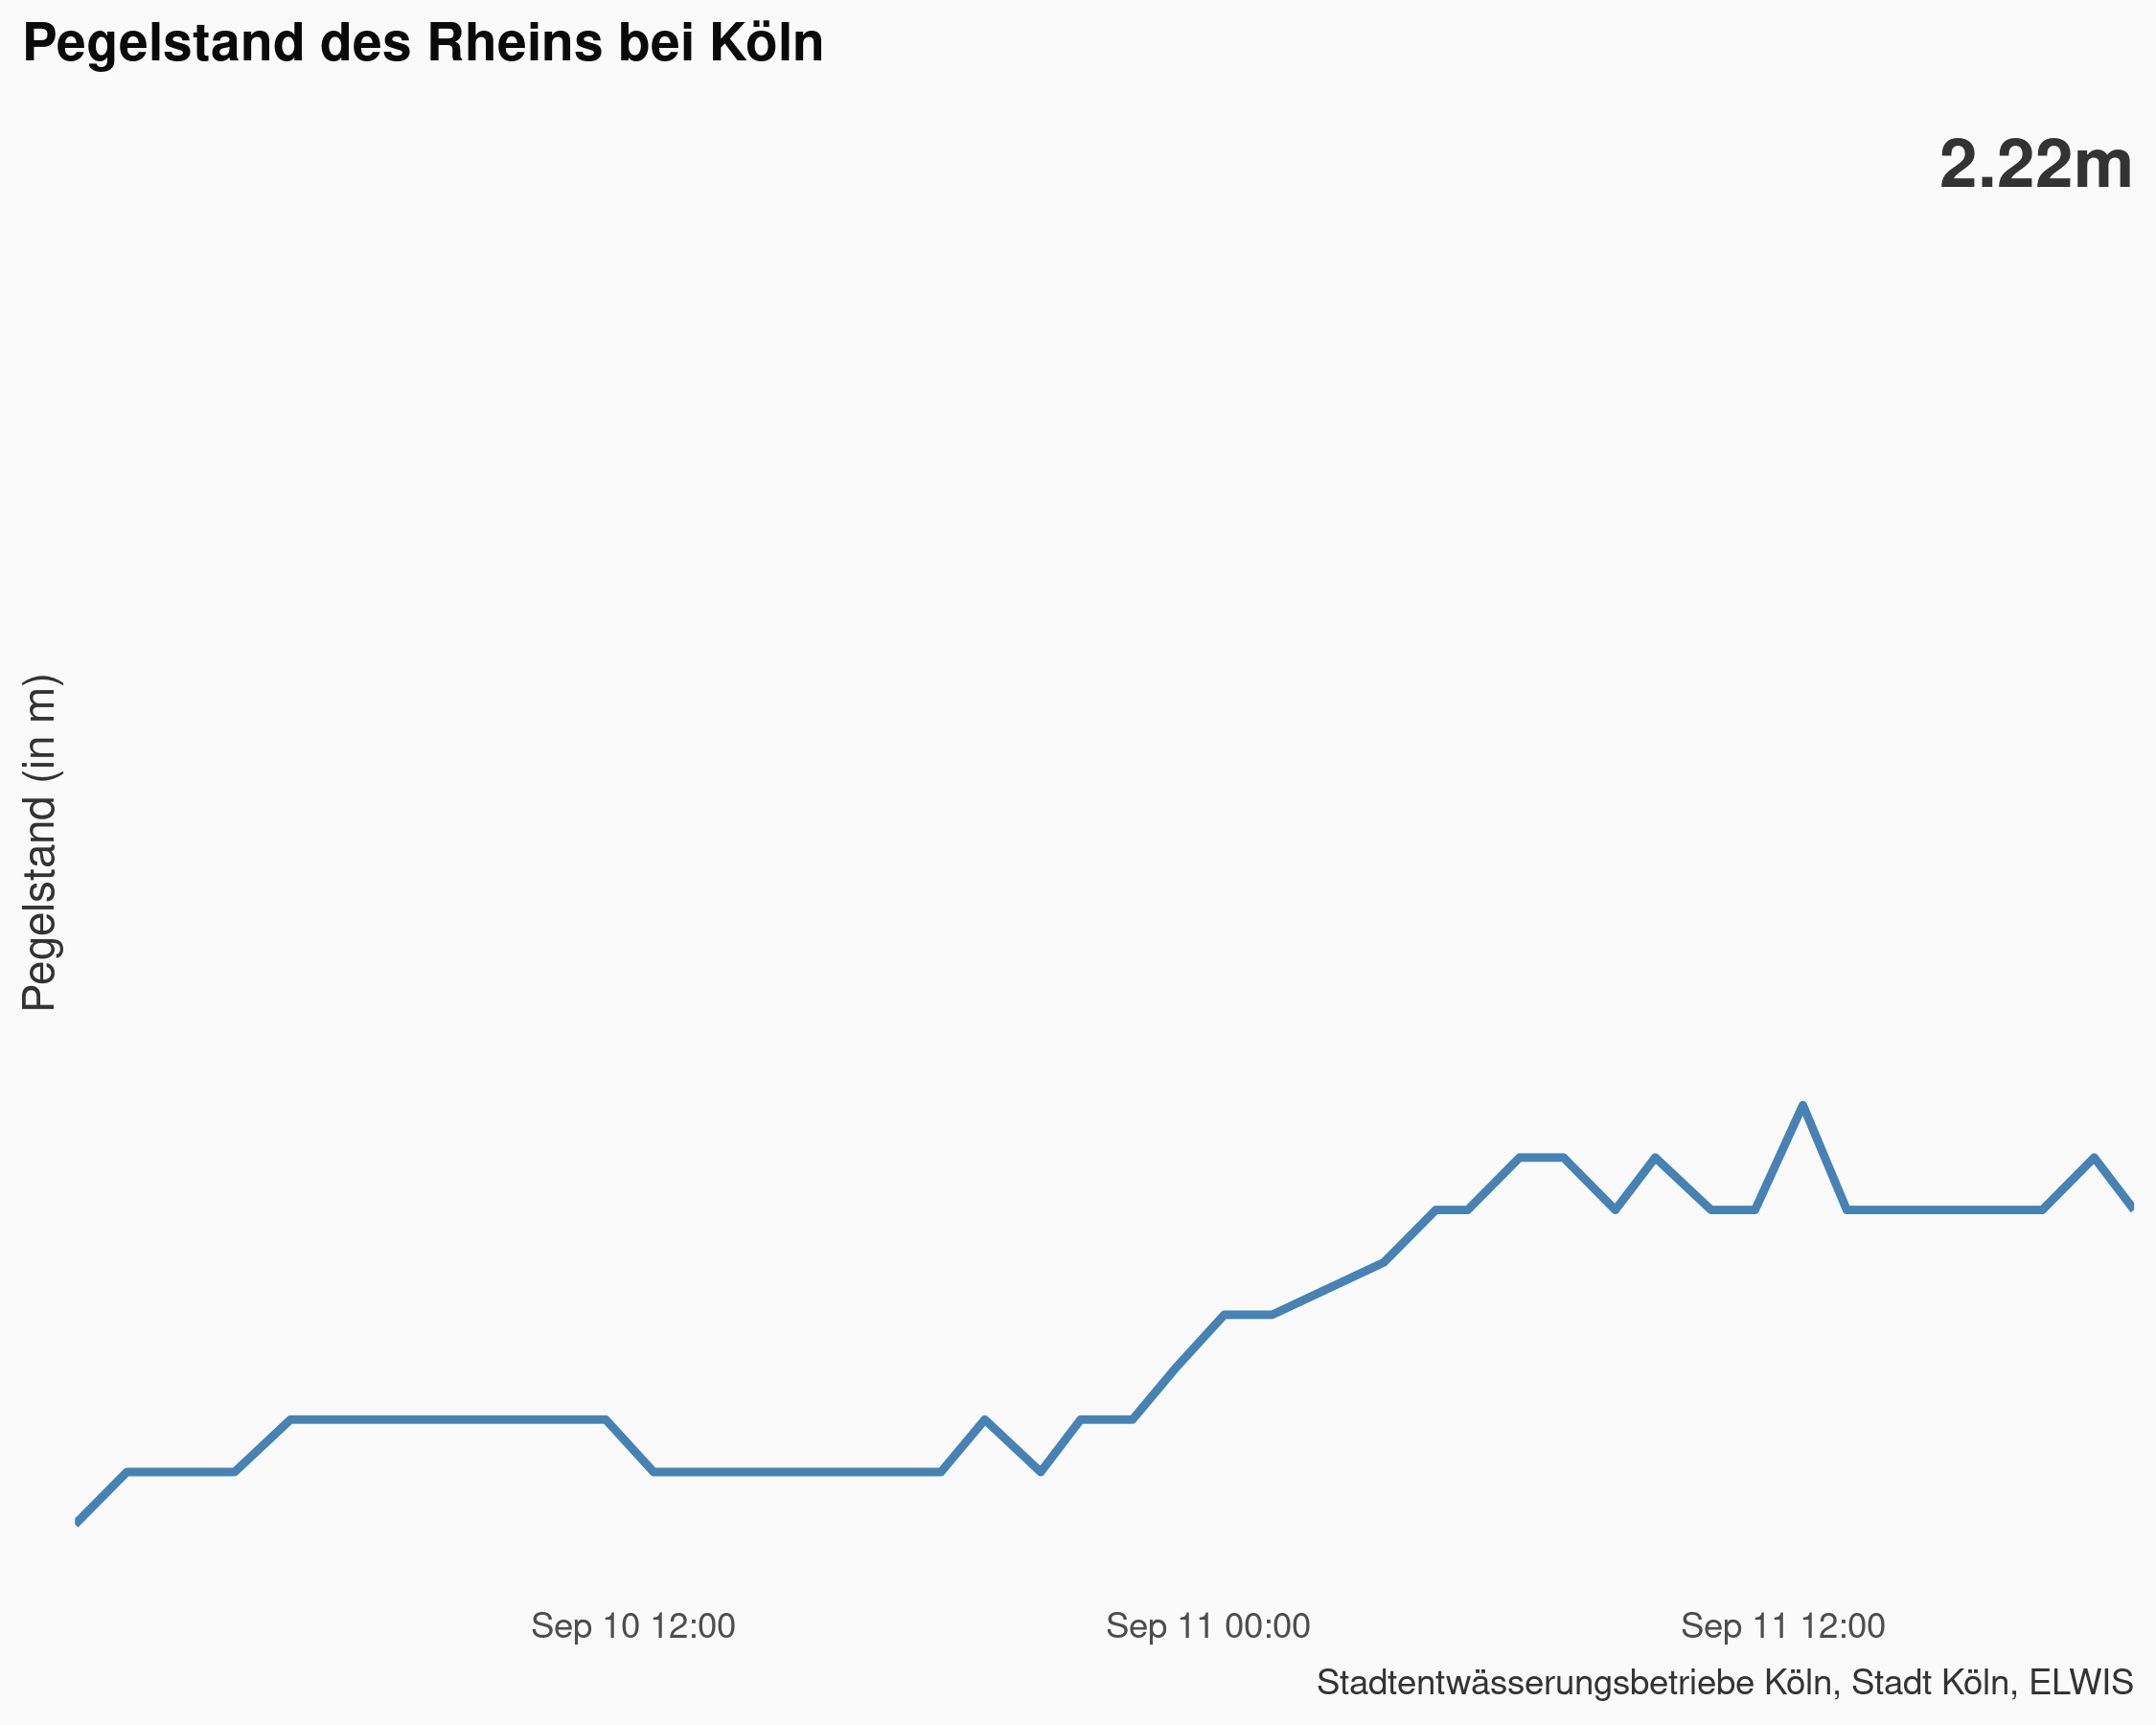 Pegelstand des Rheins bei Köln
2.22m
Pegelstand (in m)
Sep 10 12:00
Sep 11 00:00
Sep 11 12:00
Stadtentwässerungsbetriebe Köln, Stadt Köln, ELWIS